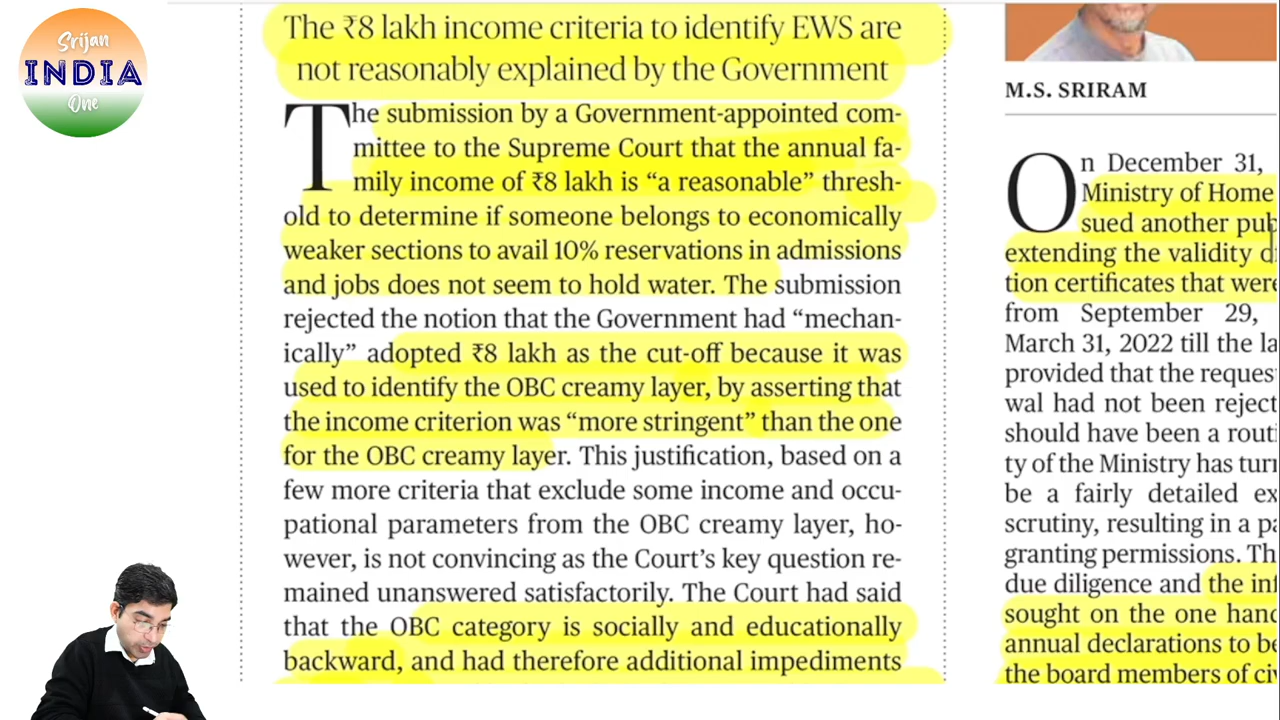 Srijan
INDIA
One
The ₹8 lakh income criteria to identify EWS are
not reasonably explained by the Government
The submission by a Government-appointed com-
mittee to the Supreme Court that the annual fa-
mily income of ₹8 lakh is “a reasonable” thresh-
old to determine if someone belongs to economically
weaker sections to avail 10% reservations in admissions
and jobs does not seem to hold water. The submission
rejected the notion that the Government had “mechan-
ically” adopted ₹8 lakh as the cut-off because it was
used to identify the OBC creamy layer, by asserting that
the income criterion was “more stringent” than the one
for the OBC creamy layer. This justification, based on a
few more criteria that exclude some income and occu-
pational parameters from the OBC creamy layer, ho-
wever, is not convincing as the Court’s key question re-
mained unanswered satisfactorily. The Court had said
that the OBC category is socially and educationally
backward, and had therefore additional impediments
M.S. SRIRAM
On December 31,
Ministry of Home
sued another
extending the validity
tion certificates that were
from September 29,
March 31, 2022 till the
provided that the
wal had not been
should have been a
ty of the Ministry has
be a fairly detailed
scrutiny, resulting in a
granting permissions.
due diligence and the
sought on the one
annual declarations to
the board members of